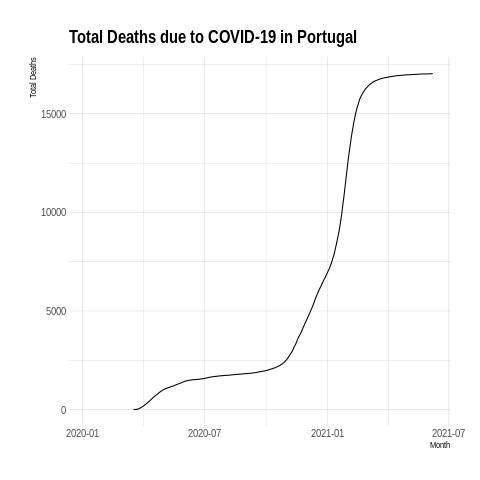 Total Deaths due to COVID-19 in Portugal
Total Deaths
15000
10000
5000
0
2020-01 2020-07 2021-01 2021-07
Month